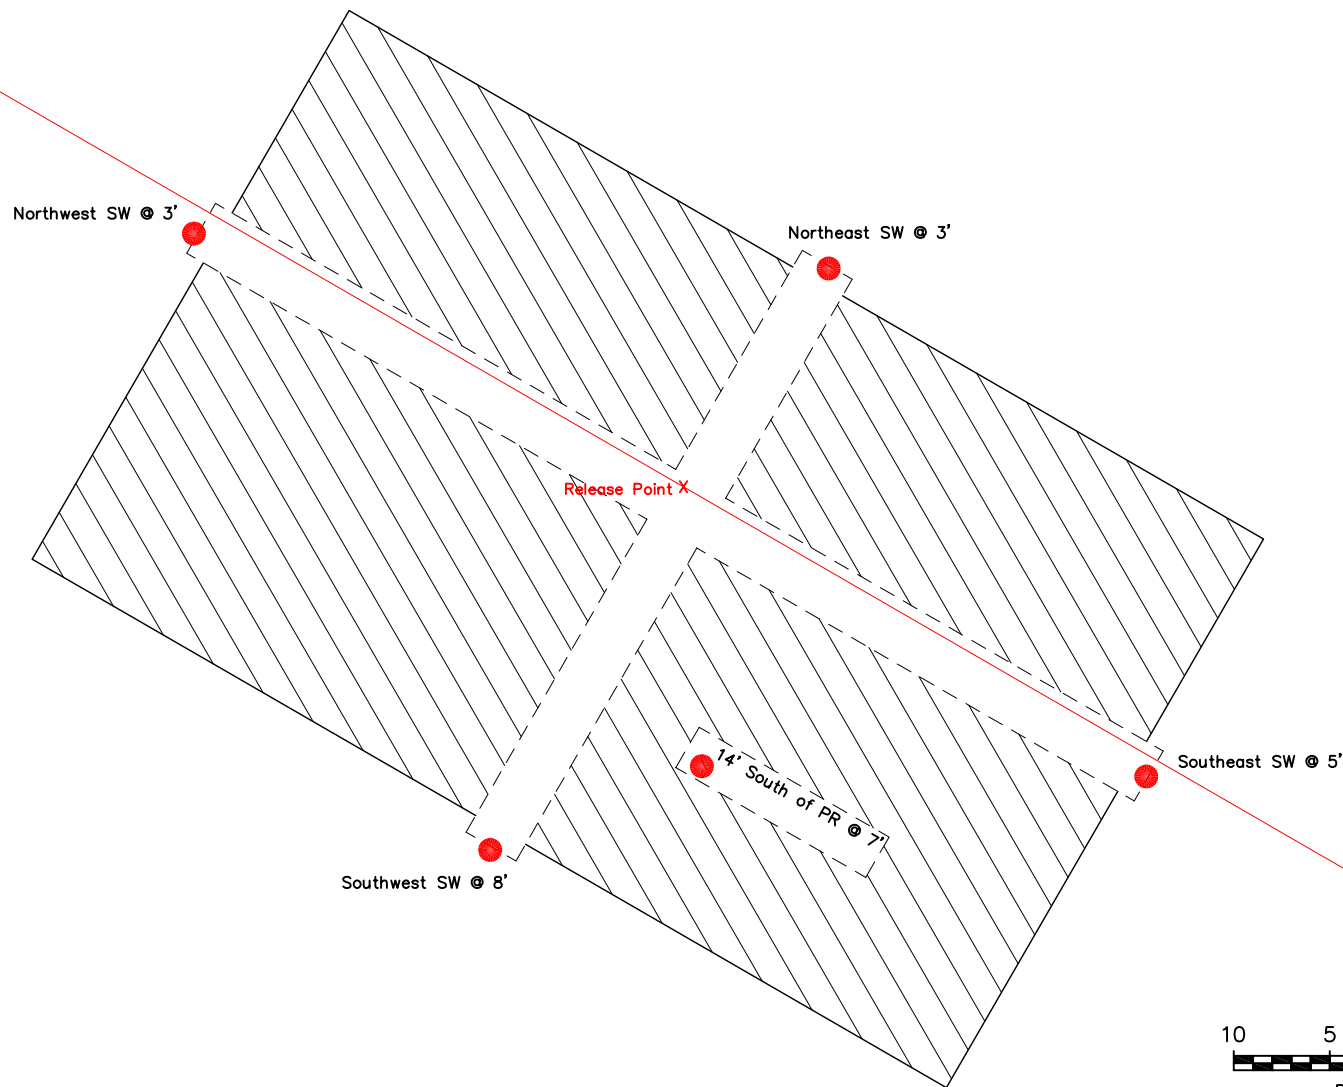 Northwest SW @ 3'
Northeast SW @ 3'
Release Point X
Southeast SW @ 5'
14' South of PR @ 7'
Southwest SW @ 8'
10 5